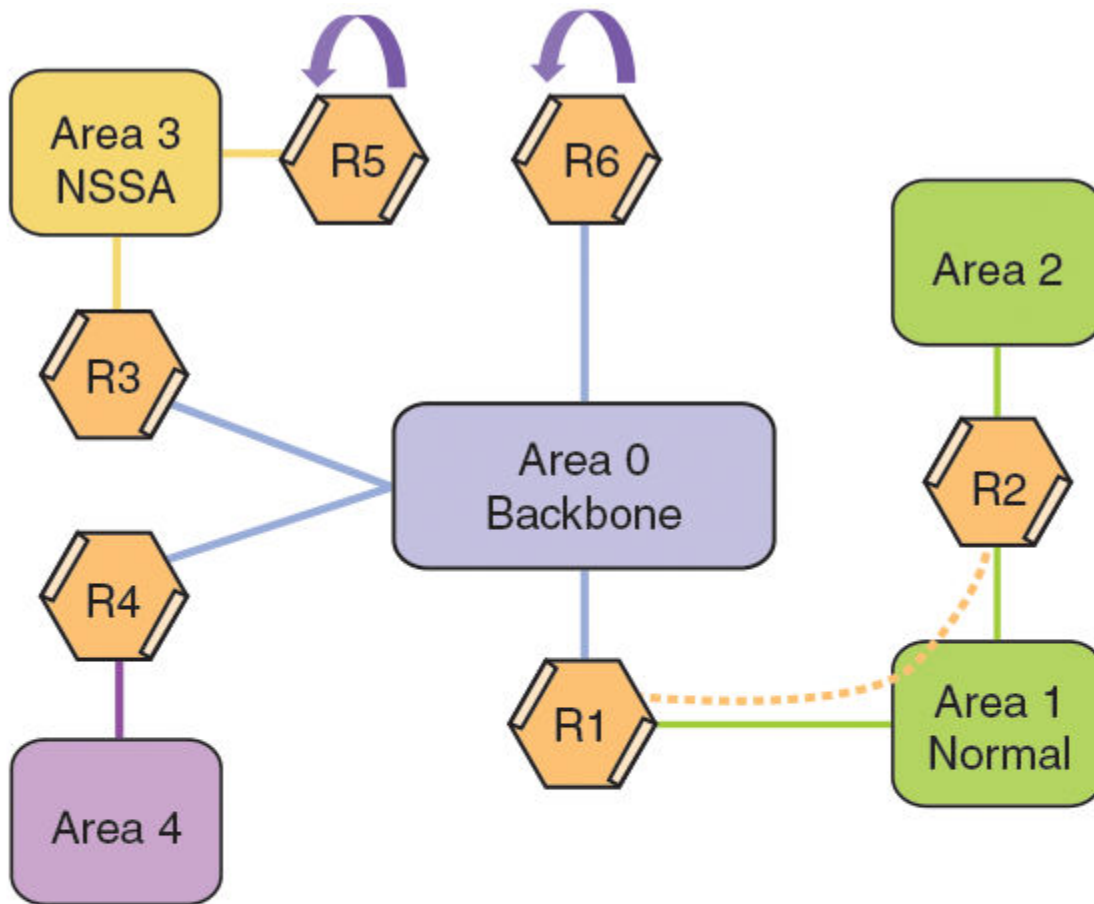 Area 3
NSSA
R5
R6
Area 2
R3
Area 0
Backbone
R2
R4
R1
Area 1
Normal
Area 4